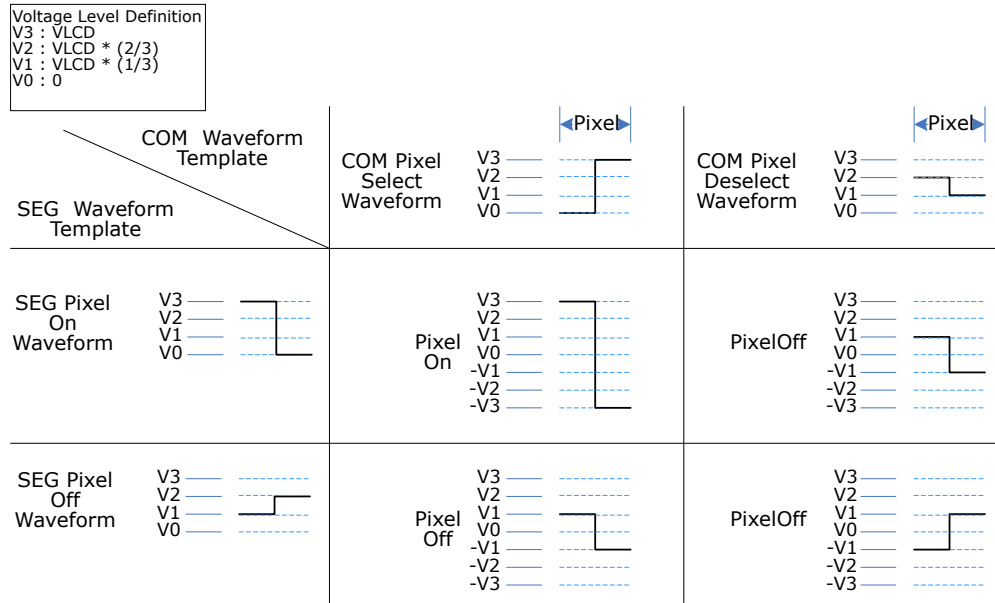 Voltage Level Definition
V3 : VLCD
V2 : VLCD * (2/3)
V1 : VLCD * (1/3)
V0 : 0
COM Waveform
Template
SEG Waveform
Template
COM Pixel
Select
Waveform
Pixel
V3
V2
V1
V0
COM Pixel
Deselect
Waveform
Pixel
V3
V2
V1
V0
SEG Pixel
On
Waveform
V3
V2
V1
V0
Pixel
On
V3
V2
V1
V0
-V1
-V2
-V3
PixelOff
V3
V2
V1
V0
-V1
-V2
-V3
SEG Pixel
Off
Waveform
V3
V2
V1
V0
Pixel
Off
V3
V2
V1
V0
-V1
-V2
-V3
PixelOff
V3
V2
V1
V0
-V1
-V2
-V3